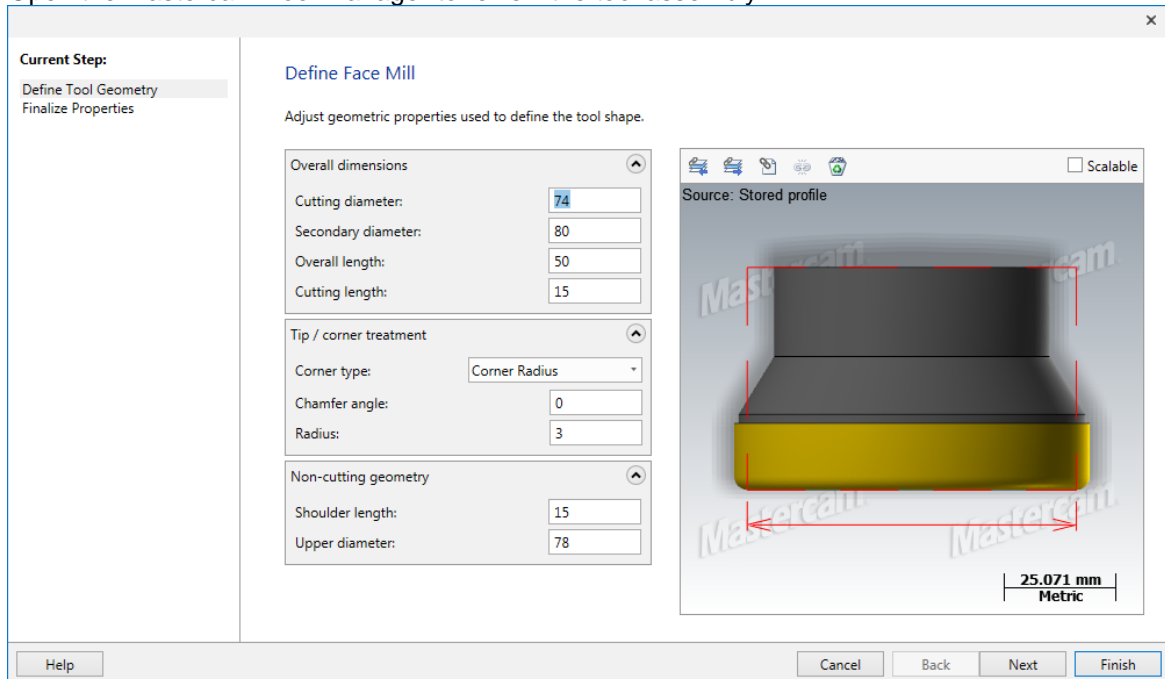 ×
Current Step:
Define Tool Geometry
Finalize Properties
Define Face Mill
Adjust geometric properties used to define the tool shape.
Overall dimensions
Cutting diameter: 74
Secondary diameter: 80
Overall length: 50
Cutting length: 15
Tip / corner treatment
Corner type: Corner Radius
Chamfer angle: 0
Radius: 3
Non-cutting geometry
Shoulder length: 15
Upper diameter: 78
Scalable
Source: Stored profile
Mastercam
Mastercam
Mastercam
25.071 mm
Metric
Help
Cancel
Back
Next
Finish